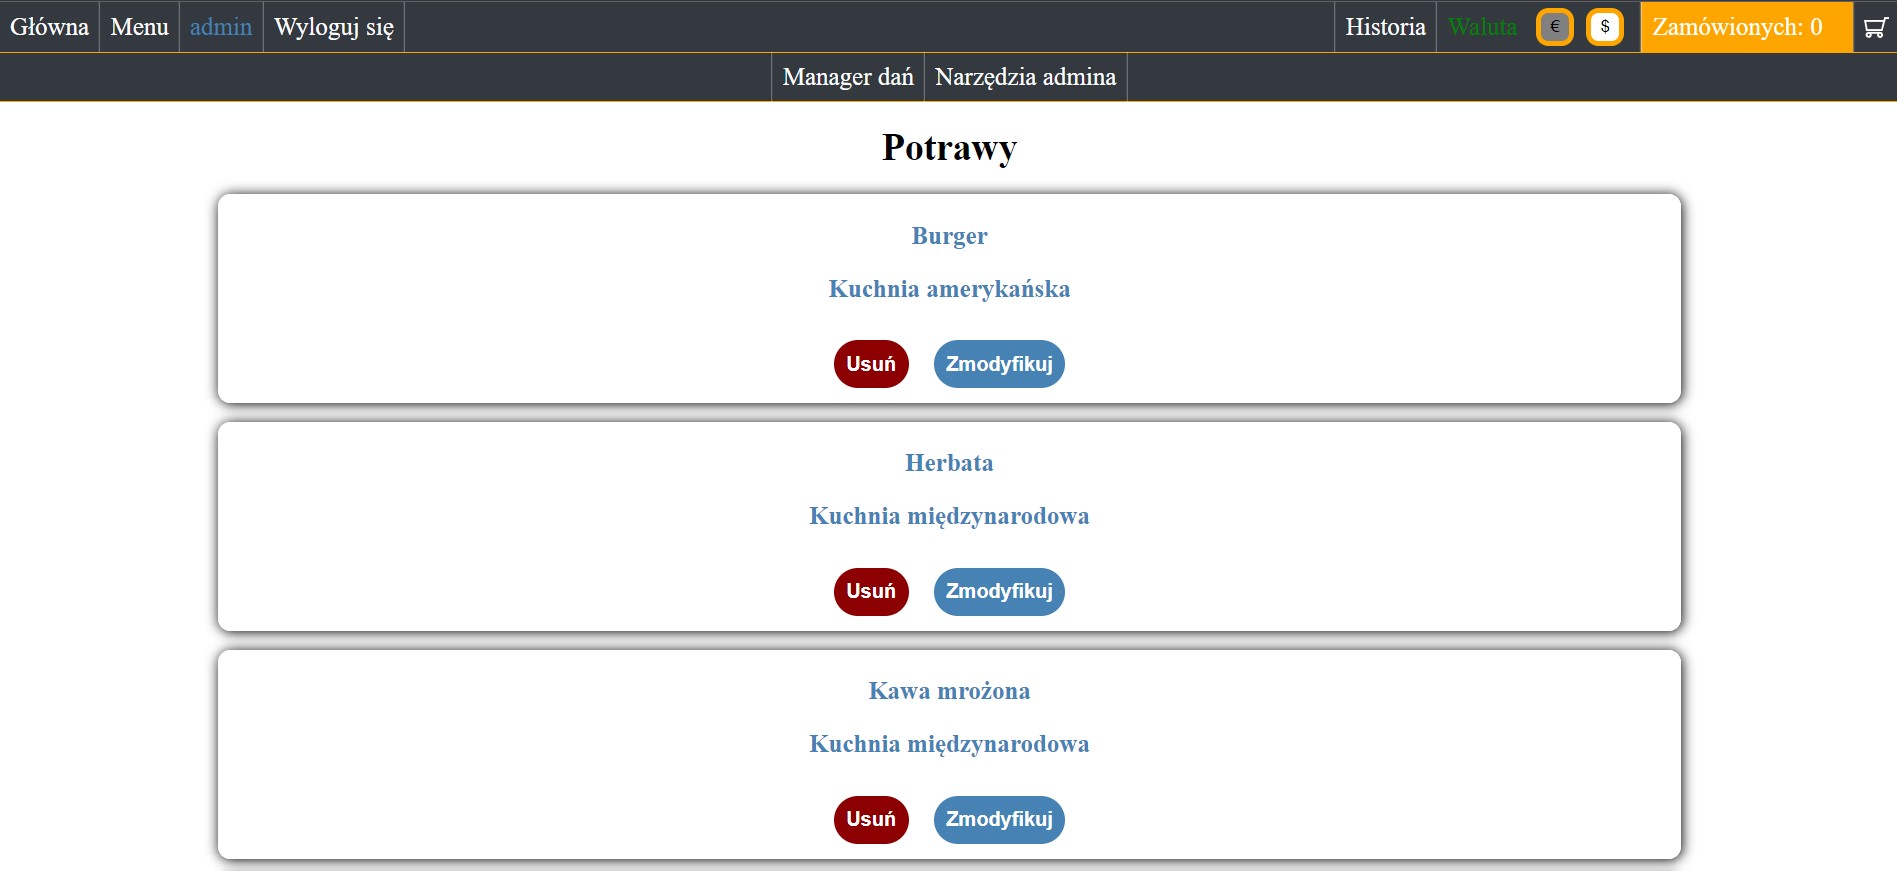 Główna Menu admin Wyloguj się Historia Waluta € $ Zamówionych: 0
Manager dań Narzędzia admina
Potrawy
Burger
Kuchnia amerykańska
Usuń Zmodyfikuj
Herbata
Kuchnia międzynarodowa
Usuń Zmodyfikuj
Kawa mrożona
Kuchnia międzynarodowa
Usuń Zmodyfikuj